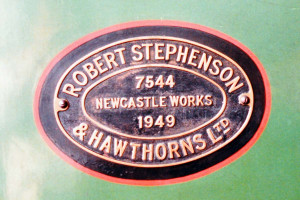 ROBERT STEPHENSON
7544
NEWCASTLE WORKS
1949
& HAWTHORNS LTD